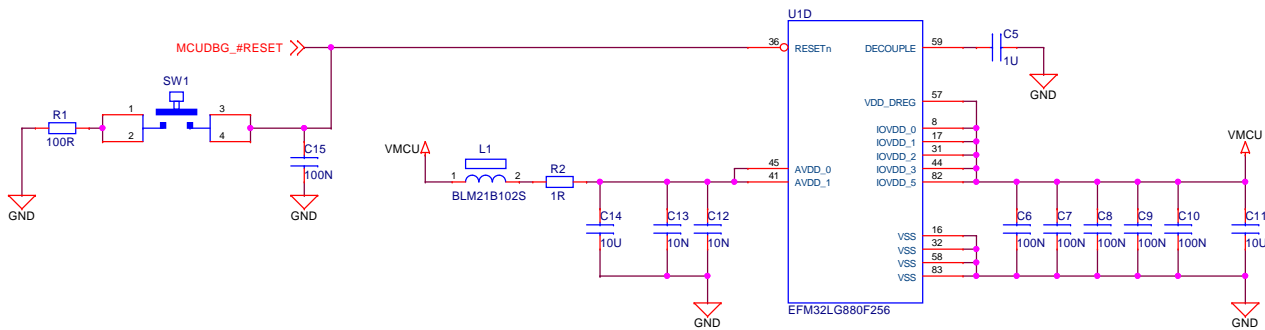 U1D
MCUDBG_#RESET
36
RESETn
DECOUPLE
59
C5
1U
GND
SW1
R1
100R
1
2
3
4
C15
100N
GND
GND
VMCU
L1
1
2
BLM21B102S
R2
1R
45
AVDD_0
41
AVDD_1
C14
10U
C13
10N
C12
10N
GND
VDD_DREG
57
IOVDD_0
8
IOVDD_1
17
IOVDD_2
31
IOVDD_3
44
IOVDD_5
82
VMCU
C6
100N
C7
100N
C8
100N
C9
100N
C10
100N
C11
10U
VSS
16
VSS
32
VSS
58
VSS
83
EFM32LG880F256
GND